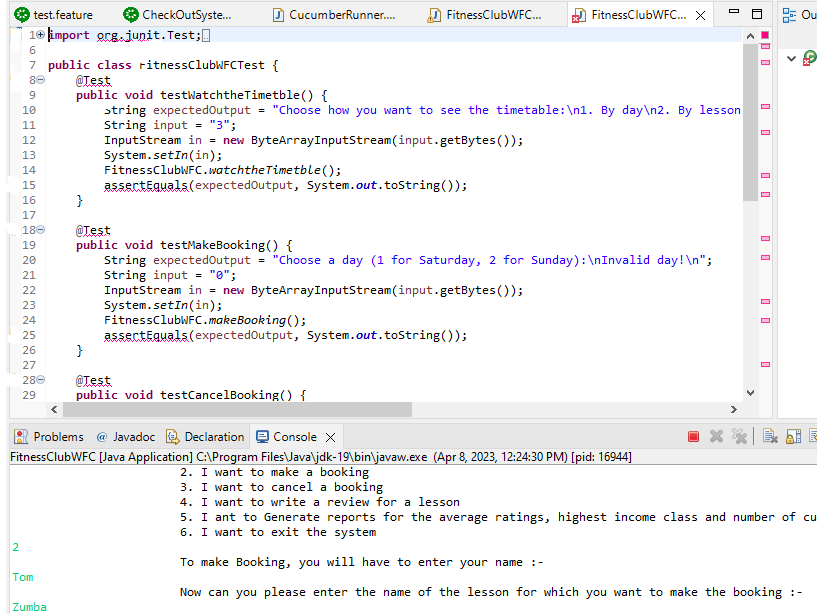 test.feature CheckOutSyste... CucumberRunner.... FitnessClubWFC... FitnessClubWFC... Ou
1 import org.junit.Test;
6
7 public class FitnessClubWFCTest {
8 @Test
9 public void testWatchtheTimetble() {
10 String expectedOutput = "Choose how you want to see the timetable:\n1. By day\n2. By lesson
11 String input = "3";
12 InputStream in = new ByteArrayInputStream(input.getBytes());
13 System.setIn(in);
14 FitnessClubWFC.watchtheTimetble();
15 assertEquals(expectedOutput, System.out.toString());
16 }
17
18 @Test
19 public void testMakeBooking() {
20 String expectedOutput = "Choose a day (1 for Saturday, 2 for Sunday):\nInvalid day!\n";
21 String input = "0";
22 InputStream in = new ByteArrayInputStream(input.getBytes());
23 System.setIn(in);
24 FitnessClubWFC.makeBooking();
25 assertEquals(expectedOutput, System.out.toString());
26 }
27
28 @Test
29 public void testCancelBooking() {
Problems Javadoc Declaration Console
FitnessClubWFC [Java Application] C:\Program Files\Java\jdk-19\bin\javaw.exe (Apr 8, 2023, 12:24:30 PM) [pid: 16944]
2. I want to make a booking
3. I want to cancel a booking
4. I want to write a review for a lesson
5. I ant to Generate reports for the average ratings, highest income class and number of cu
6. I want to exit the system
2
To make Booking, you will have to enter your name :-
Tom
Now can you please enter the name of the lesson for which you want to make the booking :-
Zumba